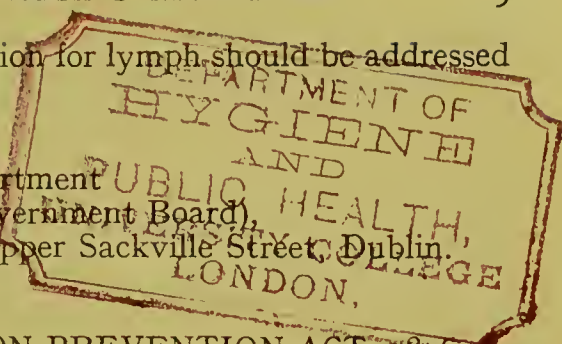 ion for lymph should be addressed
DEPARTMENT OF
HYGIENE
AND
PUBLIC HEALTH,
UNIVERSITY COLLEGE
LONDON,
rtment
vernment Board),
pper Sackville Street, Dublin.
ON PREVENTION ACT